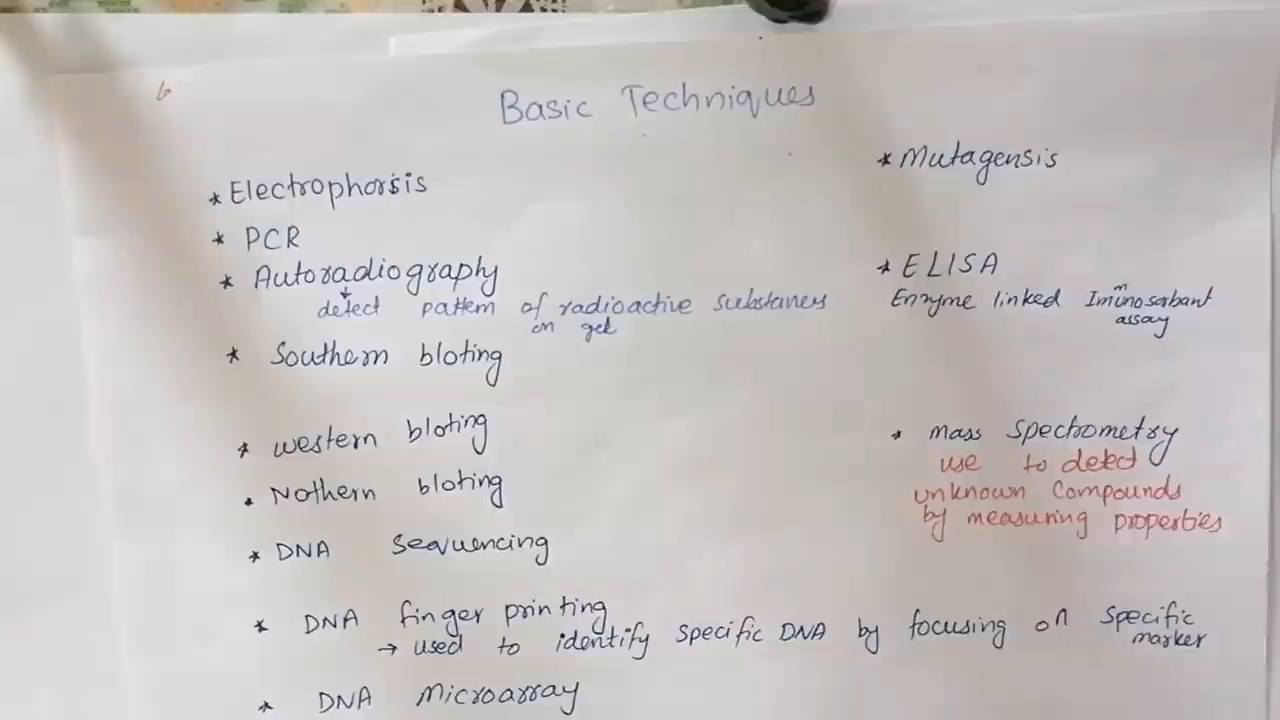 Basic Techniques
* Electrophorsis
* PCR
* Autoradiography
↓
detect pattern of radioactive substances
on gel
* Southern bloting
* western bloting
* Nothern bloting
* DNA sequencing
* DNA finger printing
→ used to identify specific DNA by focusing on specific
marker
* DNA Microarray
* Mutagensis
* ELISA
Enzyme linked Immunosorbant
assay
* mass spectrometry
use to detect
unknown compounds
by measuring properties